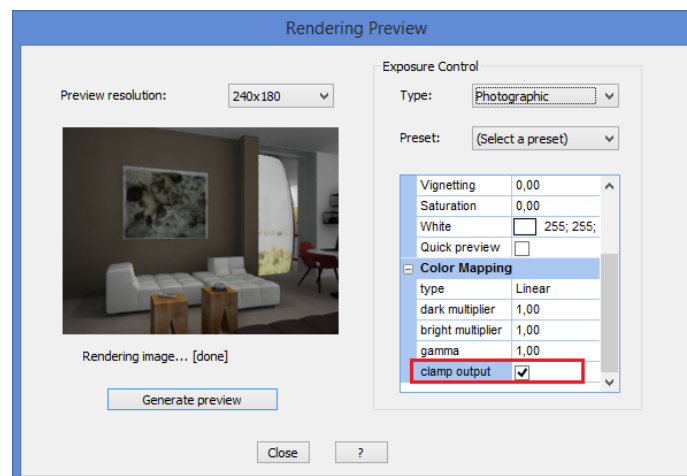 Rendering Preview
Exposure Control
Preview resolution: 240x180
Type: Photographic
Preset: (Select a preset)
Vignetting 0,00
Saturation 0,00
White 255; 255;
Quick preview
Color Mapping
type Linear
dark multiplier 1,00
bright multiplier 1,00
gamma 1,00
clamp output
Rendering image... [done]
Generate preview
Close ?